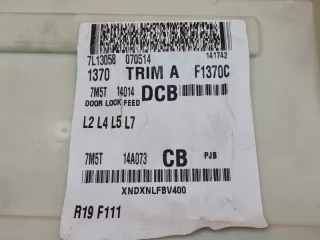 7L13058 070514 141742
1370 TRIM A F1370C
7M5T 14014 DCB
DOOR LOCK FEED
L2 L4 L5 L7
7M5T 14A073 CB PJB
XNDXNLFBV400
R19 F111